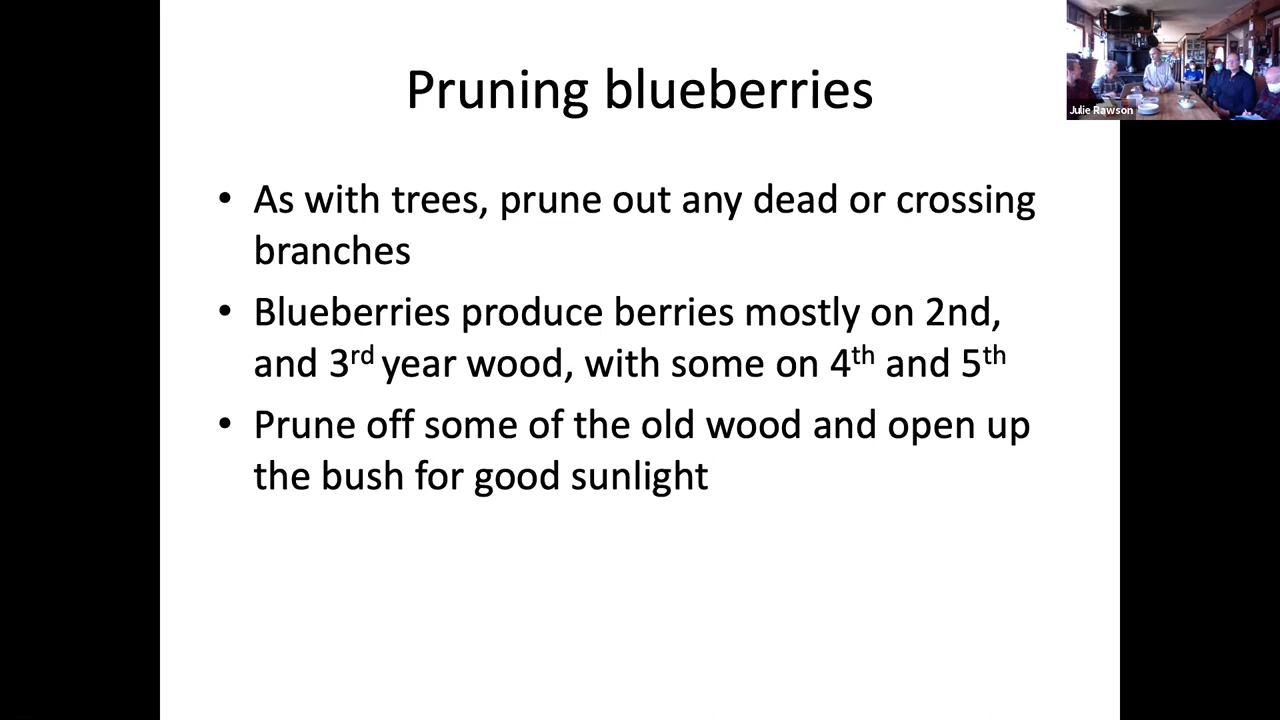 Pruning blueberries
Julie Rawson
• As with trees, prune out any dead or crossing
branches
• Blueberries produce berries mostly on 2nd,
and 3rd year wood, with some on 4th and 5th
• Prune off some of the old wood and open up
the bush for good sunlight